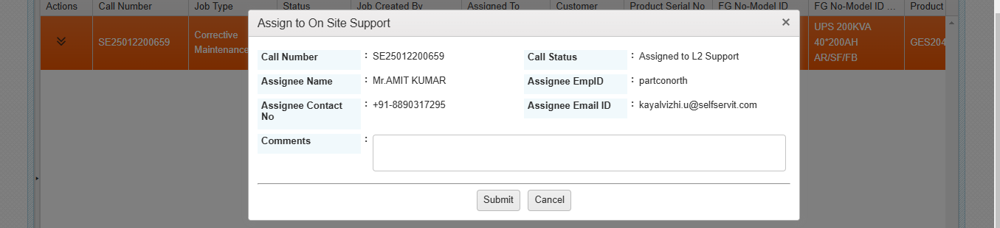 Actions Call Number Job Type Status Job Created By Assigned To Customer Product Serial No FG No-Model ID FG No-Model ID ... Product
SE25012200659
Corrective
Maintenance
UPS 200KVA
40*200AH
AR/SF/FB
GES204
Assign to On Site Support ×
Call Number : SE25012200659 Call Status : Assigned to L2 Support
Assignee Name : Mr.AMIT KUMAR Assignee EmpID : partconorth
Assignee Contact No : +91-8890317295 Assignee Email ID : kayalvizhi.u@selfservit.com
Comments :
Submit Cancel